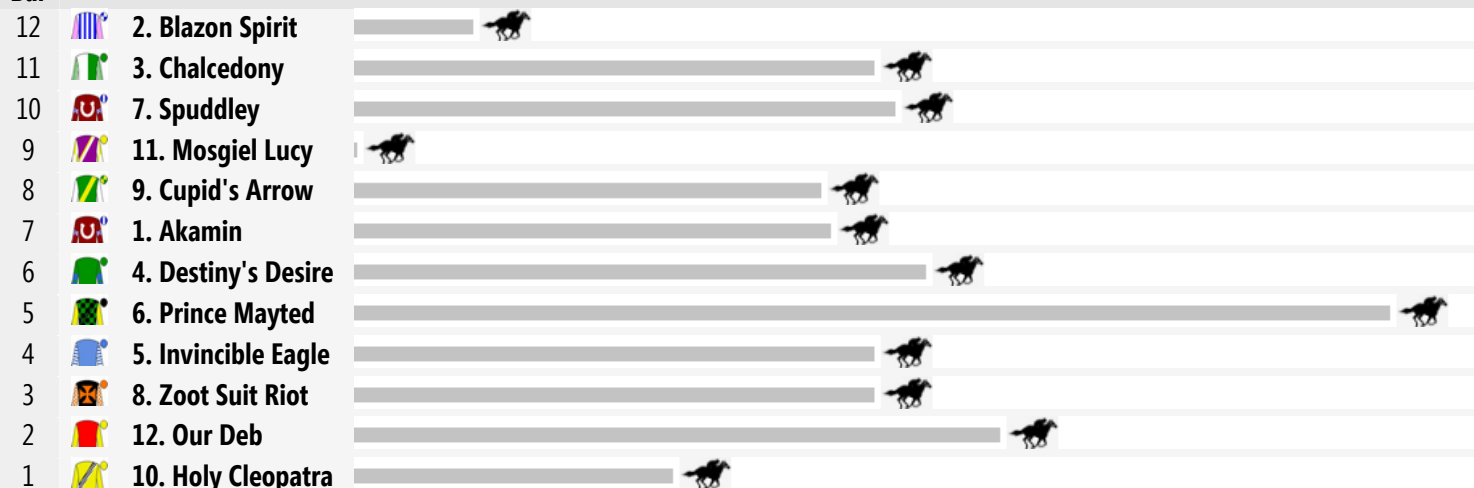 12 2. Blazon Spirit
11 3. Chalcedony
10 7. Spuddley
9 11. Mosgiel Lucy
8 9. Cupid's Arrow
7 1. Akamin
6 4. Destiny's Desire
5 6. Prince Mayted
4 5. Invincible Eagle
3 8. Zoot Suit Riot
2 12. Our Deb
1 10. Holy Cleopatra